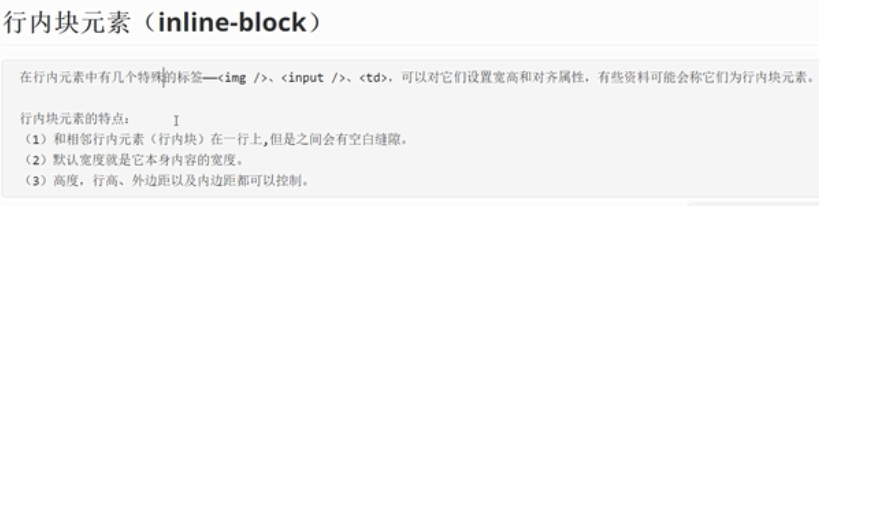 行内块元素（inline-block）
在行内元素中有几个特殊的标签——<img />、<input />、<td>，可以对它们设置宽高和对齐属性，有些资料可能会称它们为行内块元素。
行内块元素的特点：
（1）和相邻行内元素（行内块）在一行上,但是之间会有空白缝隙。
（2）默认宽度就是它本身内容的宽度。
（3）高度，行高、外边距以及内边距都可以控制。